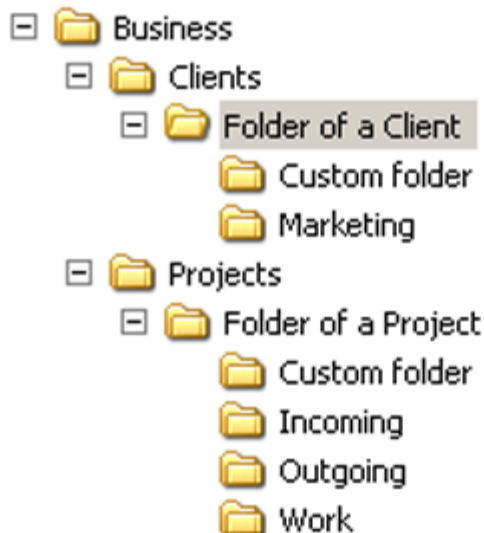 Business
Clients
Folder of a Client
Custom folder
Marketing
Projects
Folder of a Project
Custom folder
Incoming
Outgoing
Work